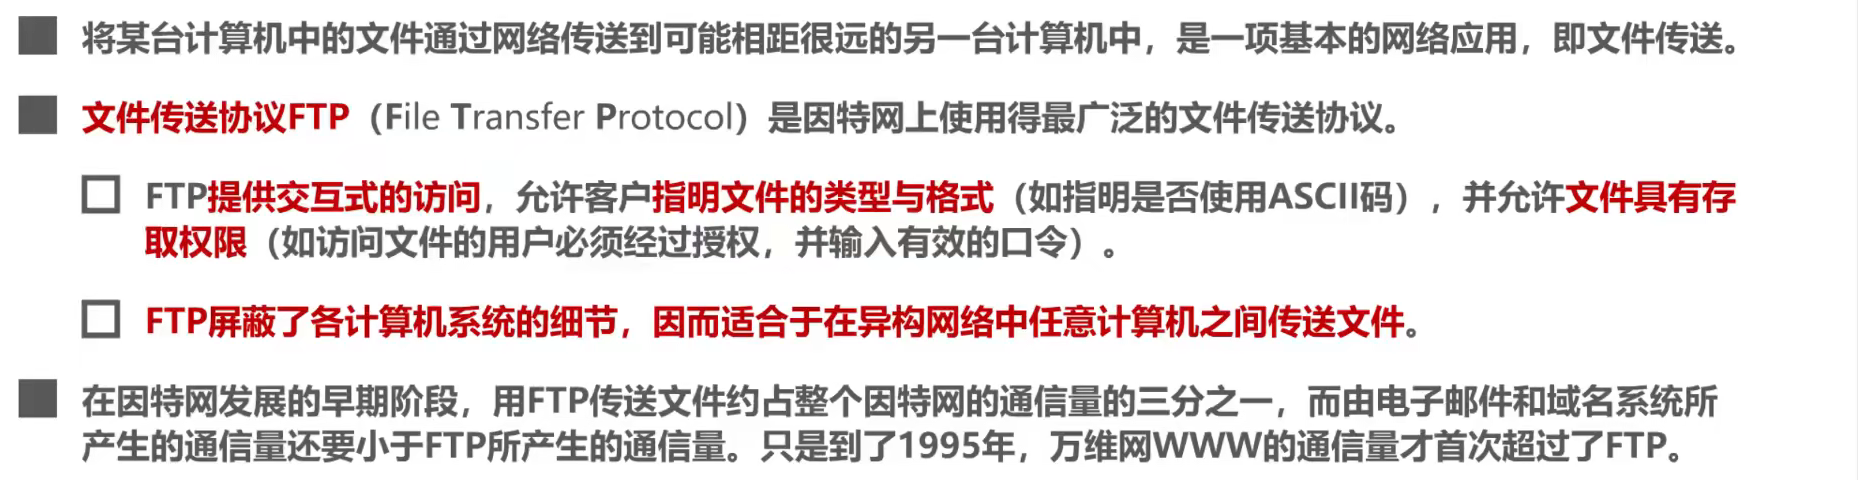 将某台计算机中的文件通过网络传送到可能相距很远的另一台计算机中，是一项基本的网络应用，即文件传送。
文件传送协议FTP（File Transfer Protocol）是因特网上使用得最广泛的文件传送协议。
FTP提供交互式的访问，允许客户指明文件的类型与格式（如指明是否使用ASCII码），并允许文件具有存
取权限（如访问文件的用户必须经过授权，并输入有效的口令）。
FTP屏蔽了各计算机系统的细节，因而适合于在异构网络中任意计算机之间传送文件。
在因特网发展的早期阶段，用FTP传送文件约占整个因特网的通信量的三分之一，而由电子邮件和域名系统所
产生的通信量还要小于FTP所产生的通信量。只是到了1995年，万维网WWW的通信量才首次超过了FTP。